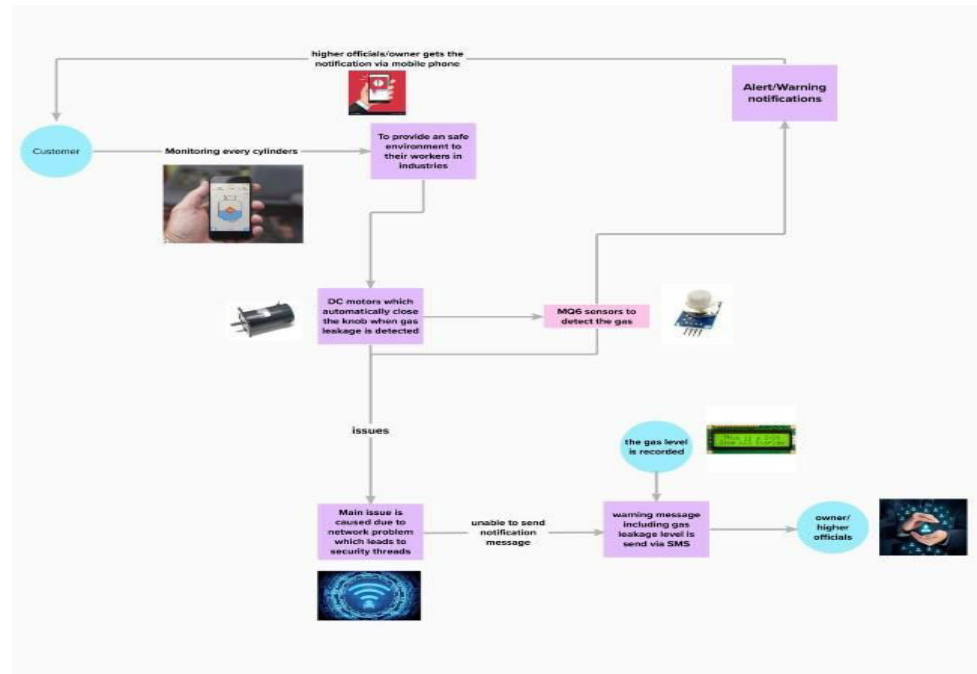 higher officials/owner gets the
notification via mobile phone
Alert/Warning
notifications
Customer
Monitoring every cylinders
To provide an safe
environment to
their workers in
industries
DC motors which
automatically close
the knob when gas
leakage is detected
MQ6 sensors to
detect the gas
issues
the gas level
is recorded
Main issue is
caused due to
network problem
which leads to
security threads
unable to send
notification
message
warning message
including gas
leakage level is
send via SMS
owner/
higher
officials